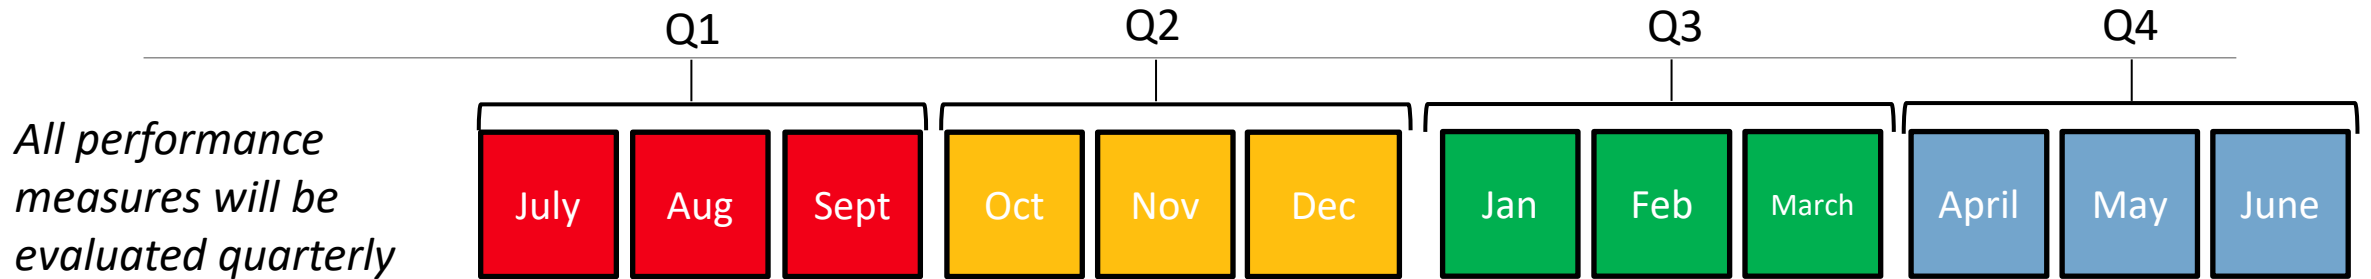 Q1 Q2 Q3 Q4
All performance
measures will be
evaluated quarterly
July Aug Sept Oct Nov Dec Jan Feb March April May June